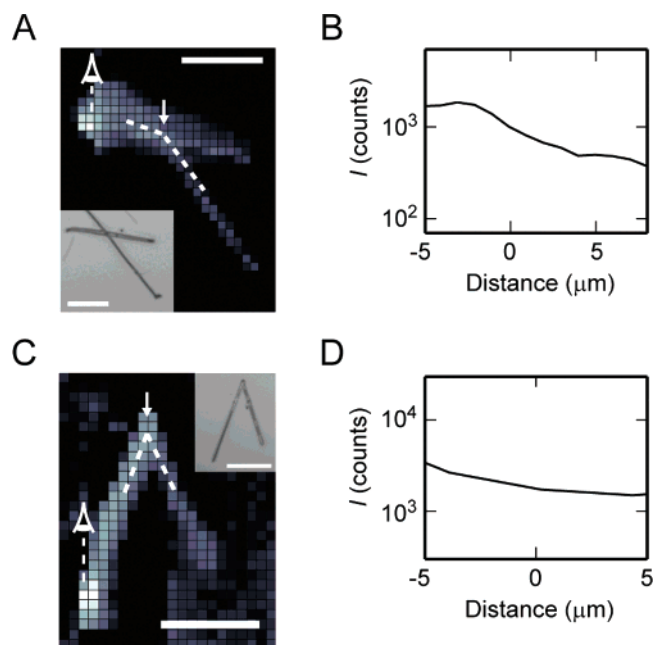 A
B
I (counts)
10³
10²
-5
0
5
Distance (μm)
C
D
I (counts)
10⁴
10³
-5
0
5
Distance (μm)